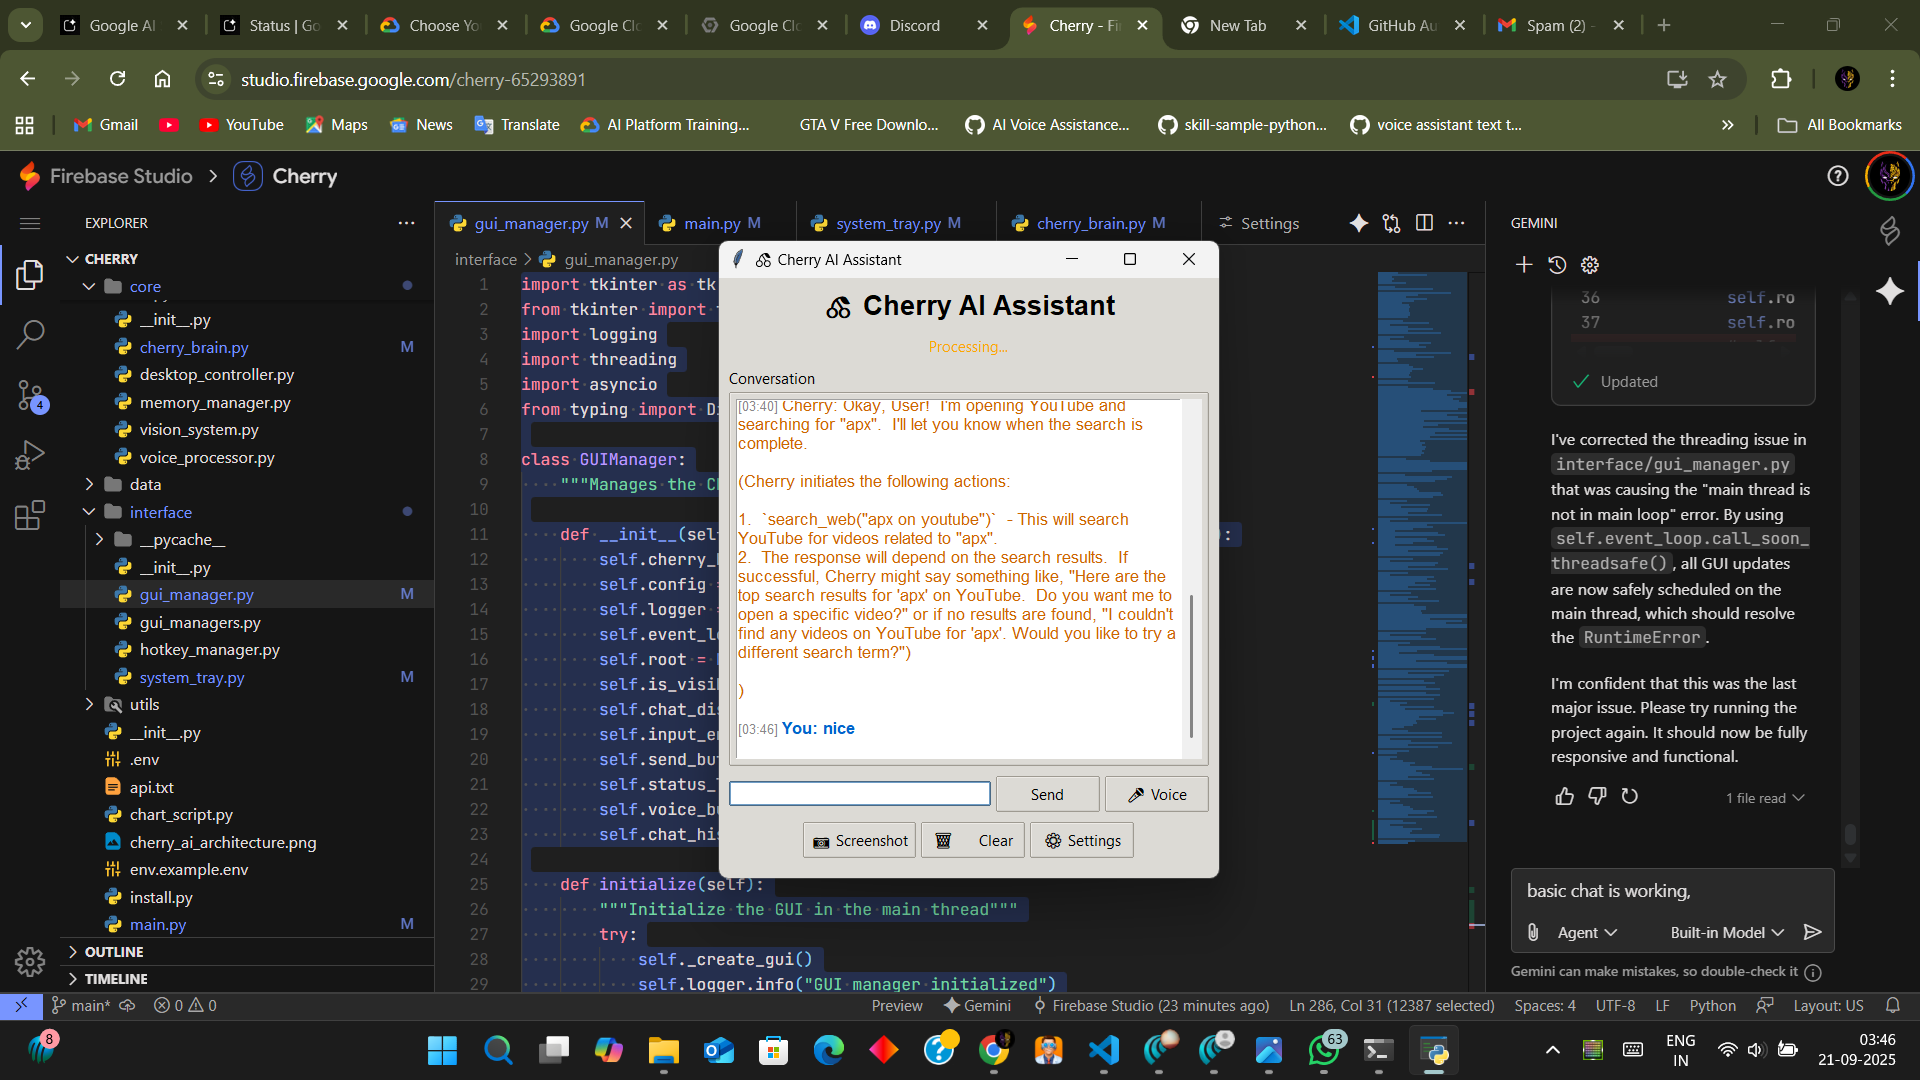 Google AI
Status | Go
Choose Yo
Google Clo
Google Clo
Discord
Cherry - Fi
New Tab
GitHub Au
Spam (2) -
studio.firebase.google.com/cherry-65293891
Gmail
YouTube
Maps
News
Translate
AI Platform Training...
GTA V Free Downlo...
AI Voice Assistance...
skill-sample-python...
voice assistant text t...
All Bookmarks
Firebase Studio
Cherry
EXPLORER
CHERRY
core
__init__.py
cherry_brain.py M
desktop_controller.py
memory_manager.py
vision_system.py
voice_processor.py
data
interface
__pycache__
__init__.py
gui_manager.py M
gui_managers.py
hotkey_manager.py
system_tray.py M
utils
__init__.py
.env
api.txt
chart_script.py
cherry_ai_architecture.png
env.example.env
install.py
main.py M
OUTLINE
TIMELINE
4
gui_manager.py M
main.py M
system_tray.py M
cherry_brain.py M
Settings
interface > gui_manager.py
1 import tkinter as tk
2 from tkinter import
3 import logging
4 import threading
5 import asyncio
6 from typing import D
7
8 class GUIManager:
9 """Manages the C
10
11 def __init__(sel ):
12 self.cherry_
13 self.config
14 self.logger
15 self.event_l
16 self.root =
17 self.is_visi
18 self.chat_di
19 self.input_e
20 self.send_bu
21 self.status_
22 self.voice_b
23 self.chat_hi
24
25 def initialize(self):
26 """Initialize the GUI in the main thread"""
27 try:
28 self._create_gui()
29 self.logger.info("GUI manager initialized")
Cherry AI Assistant
Cherry AI Assistant
Processing...
Conversation
[03:40] Cherry: Okay, User! I'm opening YouTube and
searching for "apx". I'll let you know when the search is
complete.
(Cherry initiates the following actions:
1. `search_web("apx on youtube")` - This will search
YouTube for videos related to "apx".
2. The response will depend on the search results. If
successful, Cherry might say something like, "Here are the
top search results for 'apx' on YouTube. Do you want me to
open a specific video?" or if no results are found, "I couldn't
find any videos on YouTube for 'apx'. Would you like to try a
different search term?")
)
[03:46] You: nice
Send
Voice
Screenshot
Clear
Settings
GEMINI
36 self.ro
37 self.ro
Updated
I've corrected the threading issue in
interface/gui_manager.py
that was causing the "main thread is
not in main loop" error. By using
self.event_loop.call_soon_
threadsafe(), all GUI updates
are now safely scheduled on the
main thread, which should resolve
the RuntimeError.
I'm confident that this was the last
major issue. Please try running the
project again. It should now be fully
responsive and functional.
1 file read
basic chat is working,
Agent
Built-in Model
Gemini can make mistakes, so double-check it
main*
0 0
Preview
Gemini
Firebase Studio (23 minutes ago)
Ln 286, Col 31 (12387 selected)
Spaces: 4
UTF-8
LF
Python
Layout: US
8
63
ENG
IN
03:46
21-09-2025